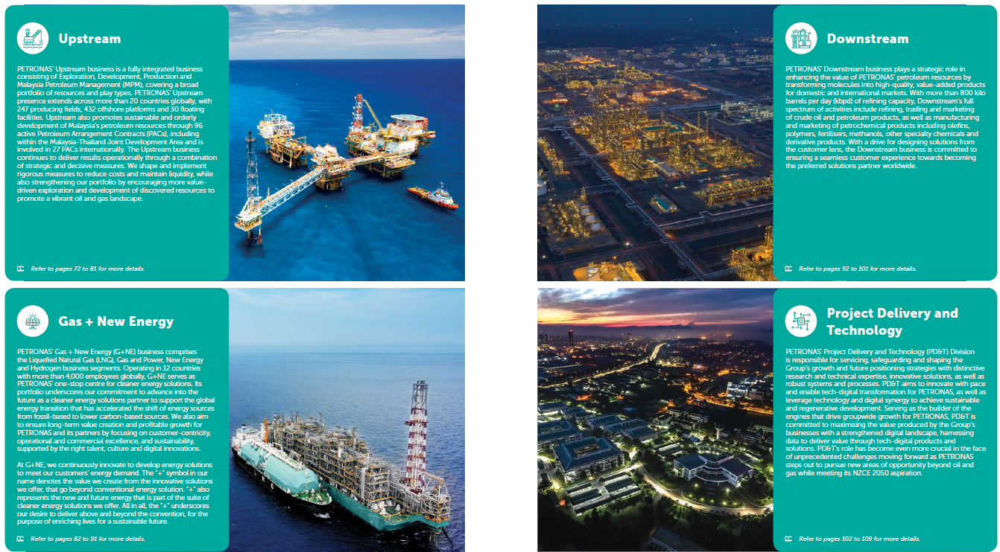 Upstream
PETRONAS' Upstream business is a fully integrated business
consisting of Exploration, Development, Production and
Malaysia Petroleum Management (MPM), covering a broad
portfolio of resources and play types. PETRONAS' Upstream
presence extends across more than 20 countries globally, with
247 producing fields, 432 offshore platforms and 30 floating
facilities. Upstream also promotes sustainable and orderly
development of Malaysia's petroleum resources through 96
active Petroleum Arrangement Contracts (PACs), including
within the Malaysia-Thailand Joint Development Area and is
involved in 27 PACs internationally. The Upstream business
continues to deliver results operationally through a combination
of strategic and decisive measures. We shape and implement
rigorous measures to reduce costs and maintain liquidity, while
also strengthening our portfolio by encouraging more value-
driven exploration and development of discovered resources to
promote a vibrant oil and gas landscape.
Refer to pages 72 to 81 for more details.
Downstream
PETRONAS' Downstream business plays a strategic role in
enhancing the value of PETRONAS' petroleum resources by
transforming molecules into high-quality, value-added products
for domestic and international markets. With more than 800 kilo
barrels per day (kbpd) of refining capacity, Downstream's full
spectrum of activities include refining, trading and marketing
of crude oil and petroleum products, as well as manufacturing
and marketing of petrochemical products including olefins,
polymers, fertilisers, methanols, other specialty chemicals and
derivative products. With a drive for designing solutions from
the customer lens, the Downstream business is committed to
ensuring a seamless customer experience towards becoming
the preferred solutions partner worldwide.
Refer to pages 92 to 101 for more details.
Gas + New Energy
PETRONAS' Gas + New Energy (G+NE) business comprises
the Liquefied Natural Gas (LNG), Gas and Power, New Energy
and Hydrogen business segments. Operating in 12 countries
with more than 4,000 employees globally, G+NE serves as
PETRONAS' one-stop centre for cleaner energy solutions. Its
portfolio underscores our commitment to advance into the
future as a cleaner energy solutions partner to support the global
energy transition that has accelerated the shift of energy sources
from fossil-based to lower carbon-based sources. We also aim
to ensure long-term value creation and profitable growth for
PETRONAS and its partners by focusing on customer-centricity,
operational and commercial excellence, and sustainability,
supported by the right talent, culture and digital innovations.
At G+NE, we continuously innovate to develop energy solutions
to meet our customers' energy demand. The "+" symbol in our
name denotes the value we create from the innovative solutions
we offer, that go beyond conventional energy solution. "+" also
represents the new and future energy that is part of the suite of
cleaner energy solutions we offer. All in all, the "+" underscores
our desire to deliver above and beyond the convention, for the
purpose of enriching lives for a sustainable future.
Refer to pages 82 to 91 for more details.
Project Delivery and
Technology
PETRONAS' Project Delivery and Technology (PD&T) Division
is responsible for servicing, safeguarding and shaping the
Group's growth and future positioning strategies with distinctive
research and technical expertise, innovative solutions, as well as
robust systems and processes. PD&T aims to innovate with pace
and enable tech-digital transformation for PETRONAS, as well as
leverage technology and digital synergy to achieve sustainable
and regenerative development. Serving as the builder of the
engines that drive groupwide growth for PETRONAS, PD&T is
committed to maximising the value produced by the Group's
businesses with a strengthened digital landscape, harnessing
data to deliver value through tech-digital products and
solutions. PD&T's role has become even more crucial in the face
of unprecedented challenges moving forward as PETRONAS
steps out to pursue new areas of opportunity beyond oil and
gas while meeting its NZCE 2050 aspiration.
Refer to pages 102 to 109 for more details.